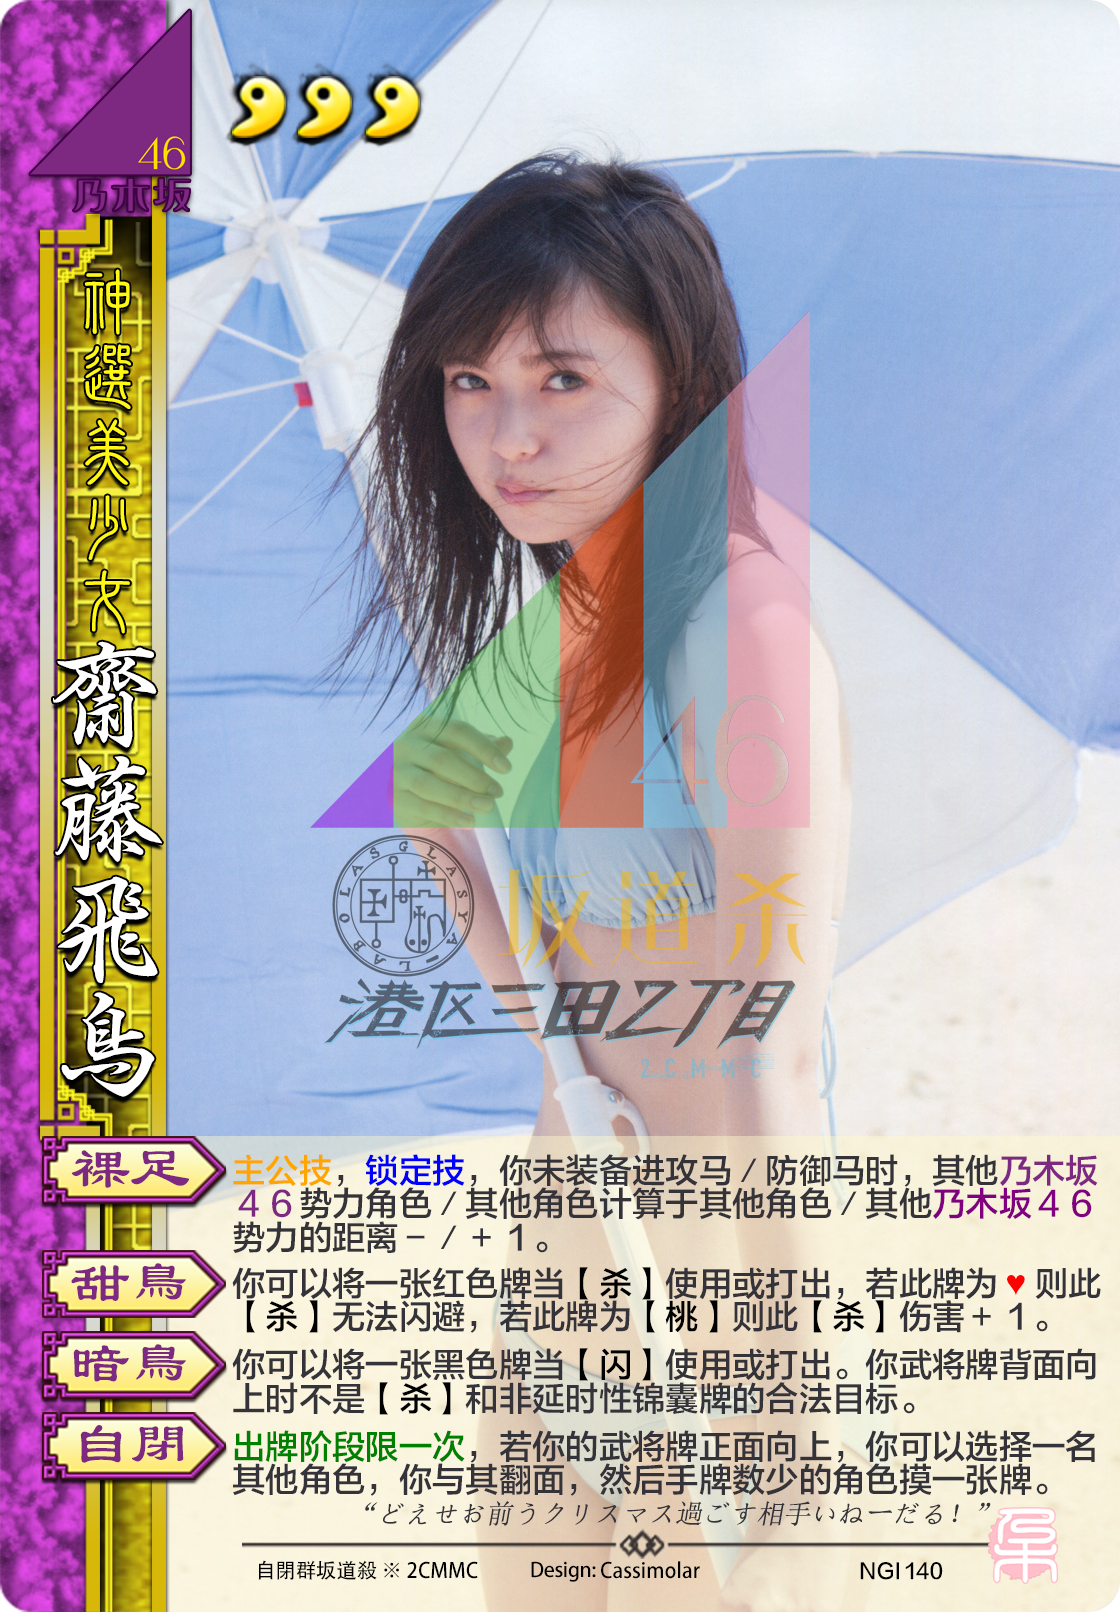 46
乃木坂
神選美少女
齋藤飛鳥
46
LASYA-LABOLASG
坂道杀
港区三田2丁目
2.C.M.M.C
裸足
主公技，锁定技，你未装备进攻马／防御马时，其他乃木坂
４６势力角色／其他角色计算于其他角色／其他乃木坂４６
势力的距离－／＋１。
甜鳥
你可以将一张红色牌当【杀】使用或打出，若此牌为♥则此
【杀】无法闪避，若此牌为【桃】则此【杀】伤害＋１。
暗鳥
你可以将一张黑色牌当【闪】使用或打出。你武将牌背面向
上时不是【杀】和非延时性锦囊牌的合法目标。
自閉
出牌阶段限一次，若你的武将牌正面向上，你可以选择一名
其他角色，你与其翻面，然后手牌数少的角色摸一张牌。
“どえせお前うクリスマス過ごす相手いねーだる！”
自閉群坂道殺 ※ 2CMMC
Design: Cassimolar
NGI140